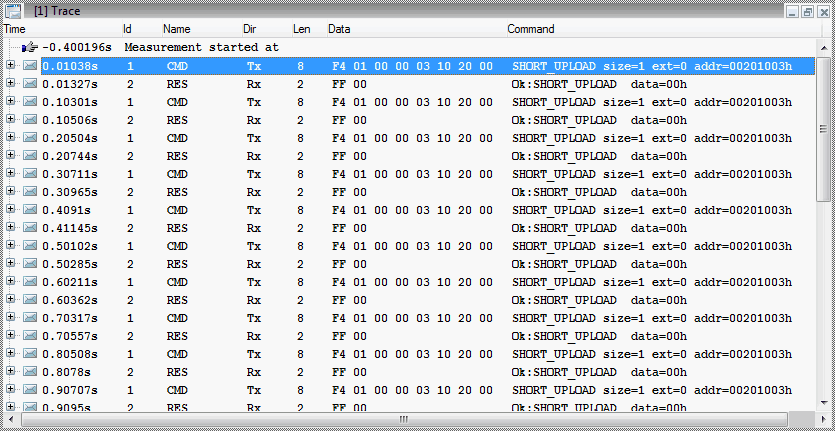 [1] Trace
Time Id Name Dir Len Data Command
-0.400196s Measurement started at
0.01038s 1 CMD Tx 8 F4 01 00 00 03 10 20 00 SHORT_UPLOAD size=1 ext=0 addr=00201003h
0.01327s 2 RES Rx 2 FF 00 Ok:SHORT_UPLOAD data=00h
0.10301s 1 CMD Tx 8 F4 01 00 00 03 10 20 00 SHORT_UPLOAD size=1 ext=0 addr=00201003h
0.10506s 2 RES Rx 2 FF 00 Ok:SHORT_UPLOAD data=00h
0.20504s 1 CMD Tx 8 F4 01 00 00 03 10 20 00 SHORT_UPLOAD size=1 ext=0 addr=00201003h
0.20744s 2 RES Rx 2 FF 00 Ok:SHORT_UPLOAD data=00h
0.30711s 1 CMD Tx 8 F4 01 00 00 03 10 20 00 SHORT_UPLOAD size=1 ext=0 addr=00201003h
0.30965s 2 RES Rx 2 FF 00 Ok:SHORT_UPLOAD data=00h
0.4091s 1 CMD Tx 8 F4 01 00 00 03 10 20 00 SHORT_UPLOAD size=1 ext=0 addr=00201003h
0.41145s 2 RES Rx 2 FF 00 Ok:SHORT_UPLOAD data=00h
0.50102s 1 CMD Tx 8 F4 01 00 00 03 10 20 00 SHORT_UPLOAD size=1 ext=0 addr=00201003h
0.50285s 2 RES Rx 2 FF 00 Ok:SHORT_UPLOAD data=00h
0.60211s 1 CMD Tx 8 F4 01 00 00 03 10 20 00 SHORT_UPLOAD size=1 ext=0 addr=00201003h
0.60362s 2 RES Rx 2 FF 00 Ok:SHORT_UPLOAD data=00h
0.70317s 1 CMD Tx 8 F4 01 00 00 03 10 20 00 SHORT_UPLOAD size=1 ext=0 addr=00201003h
0.70557s 2 RES Rx 2 FF 00 Ok:SHORT_UPLOAD data=00h
0.80508s 1 CMD Tx 8 F4 01 00 00 03 10 20 00 SHORT_UPLOAD size=1 ext=0 addr=00201003h
0.8078s 2 RES Rx 2 FF 00 Ok:SHORT_UPLOAD data=00h
0.90707s 1 CMD Tx 8 F4 01 00 00 03 10 20 00 SHORT_UPLOAD size=1 ext=0 addr=00201003h
0.9095s 2 RES Rx 2 FF 00 Ok:SHORT_UPLOAD data=00h